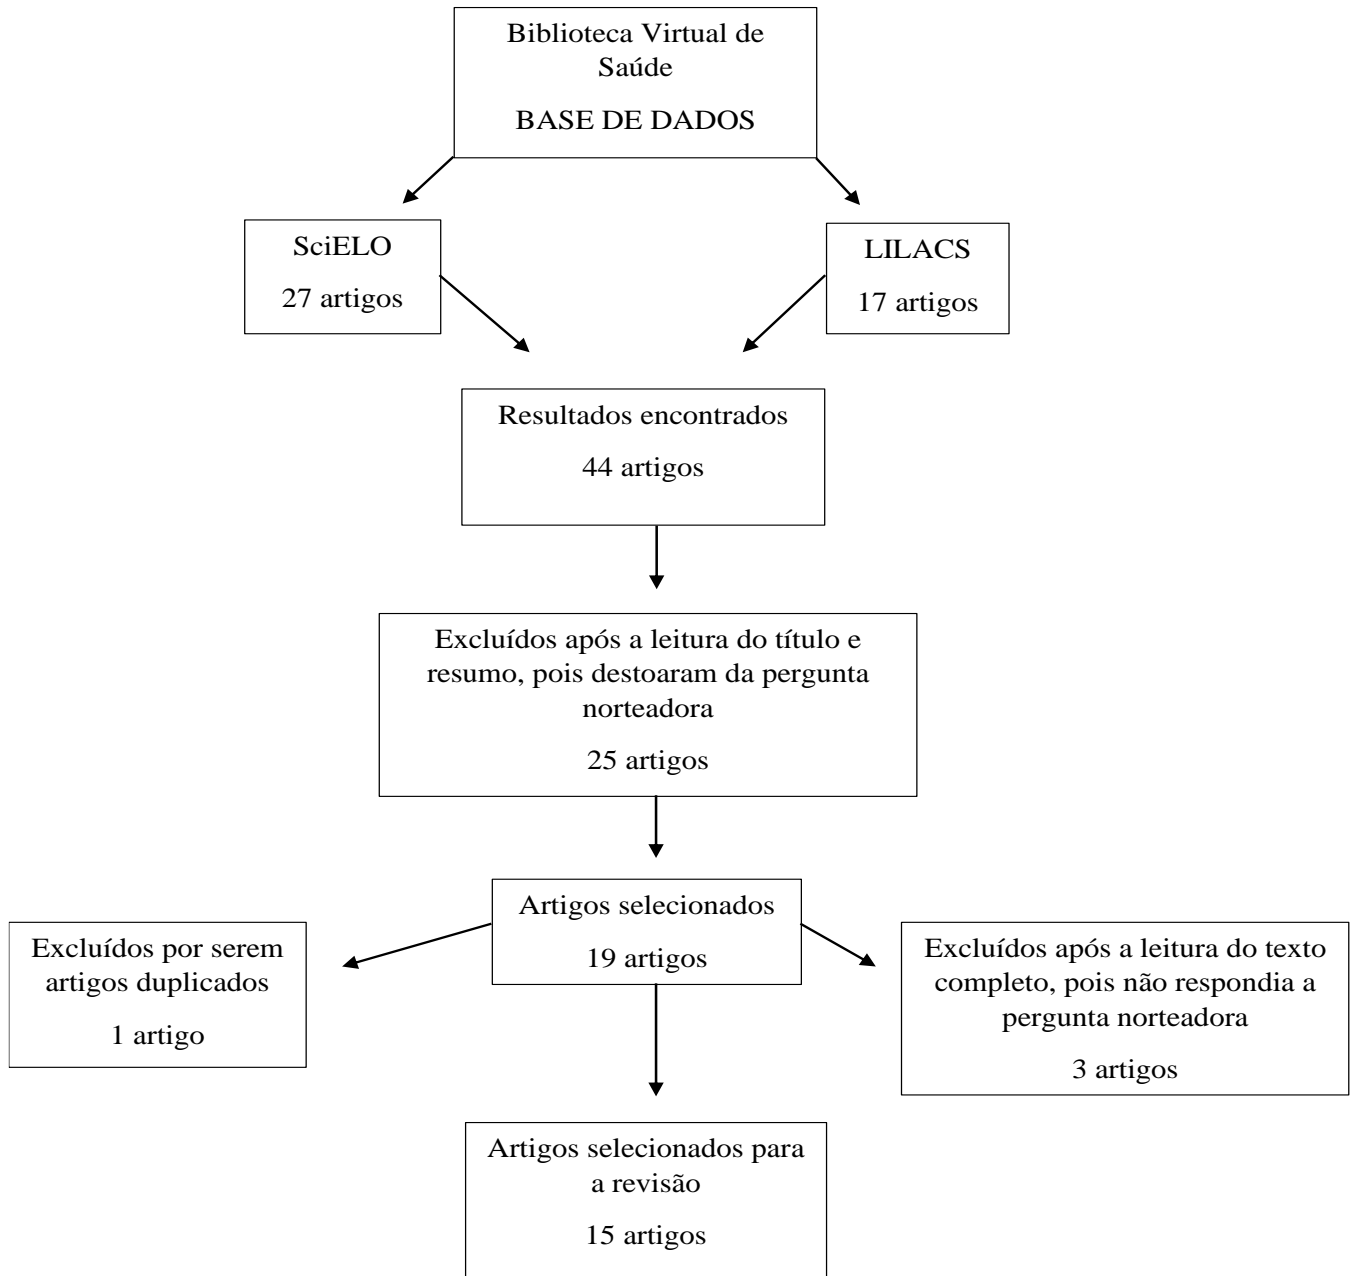 Biblioteca Virtual de
Saúde
BASE DE DADOS
SciELO
27 artigos
LILACS
17 artigos
Resultados encontrados
44 artigos
Excluídos após a leitura do título e
resumo, pois destoaram da pergunta
norteadora
25 artigos
Artigos selecionados
19 artigos
Excluídos por serem
artigos duplicados
1 artigo
Excluídos após a leitura do texto
completo, pois não respondia a
pergunta norteadora
3 artigos
Artigos selecionados para
a revisão
15 artigos